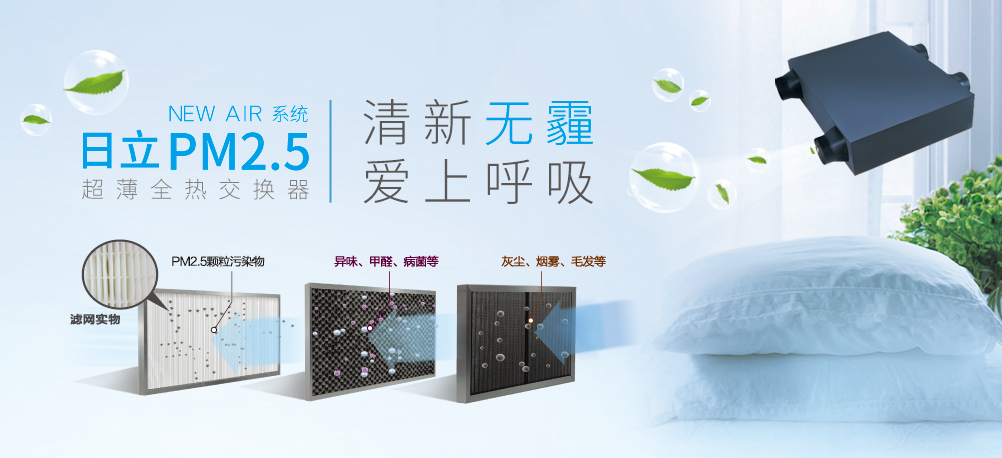 NEW AIR 系统
日立PM2.5
超薄全热交换器
清新无霾
爱上呼吸
PM2.5颗粒污染物
异味、甲醛、病菌等
灰尘、烟雾、毛发等
滤网实物